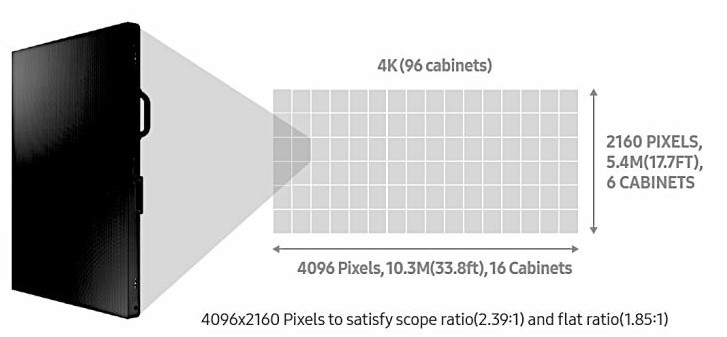 4K (96 cabinets)
2160 PIXELS,
5.4M(17.7FT),
6 CABINETS
4096 Pixels, 10.3M(33.8ft), 16 Cabinets
4096x2160 Pixels to satisfy scope ratio(2.39:1) and flat ratio(1.85:1)